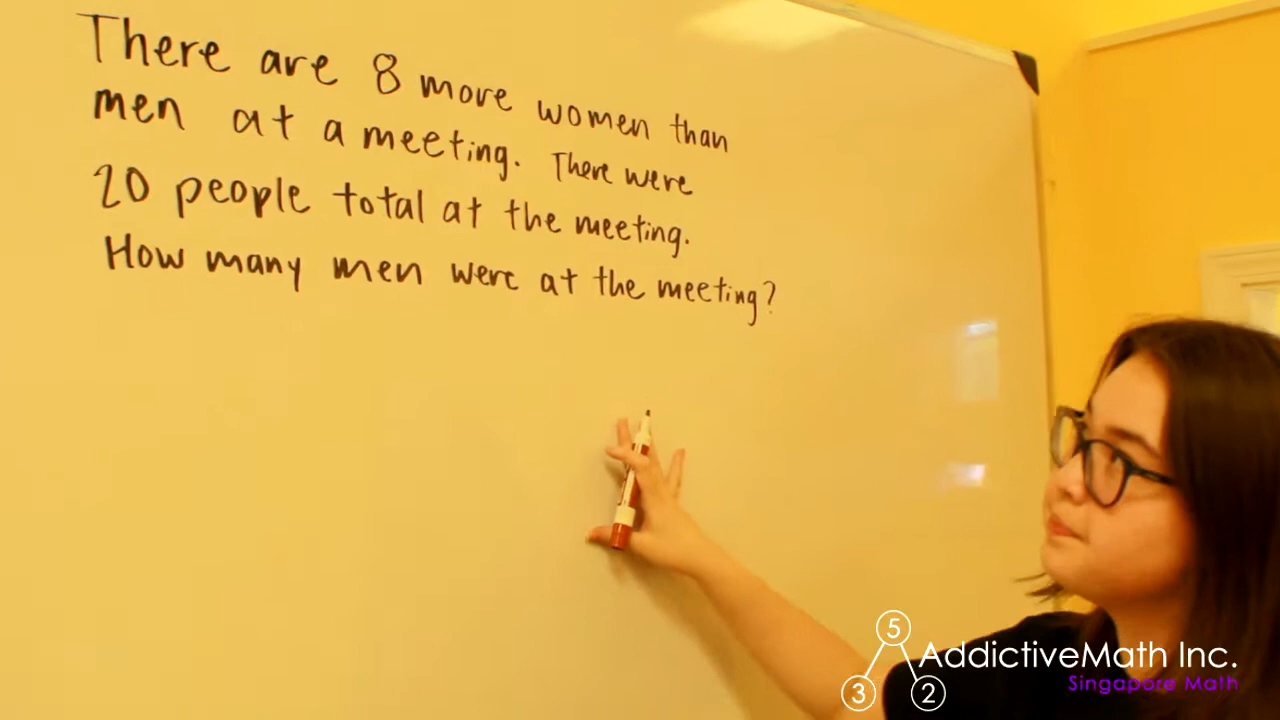 There are 8 more women than
men at a meeting. There were
20 people total at the meeting.
How many men were at the meeting?
5
3 2
AddictiveMath Inc.
Singapore Math